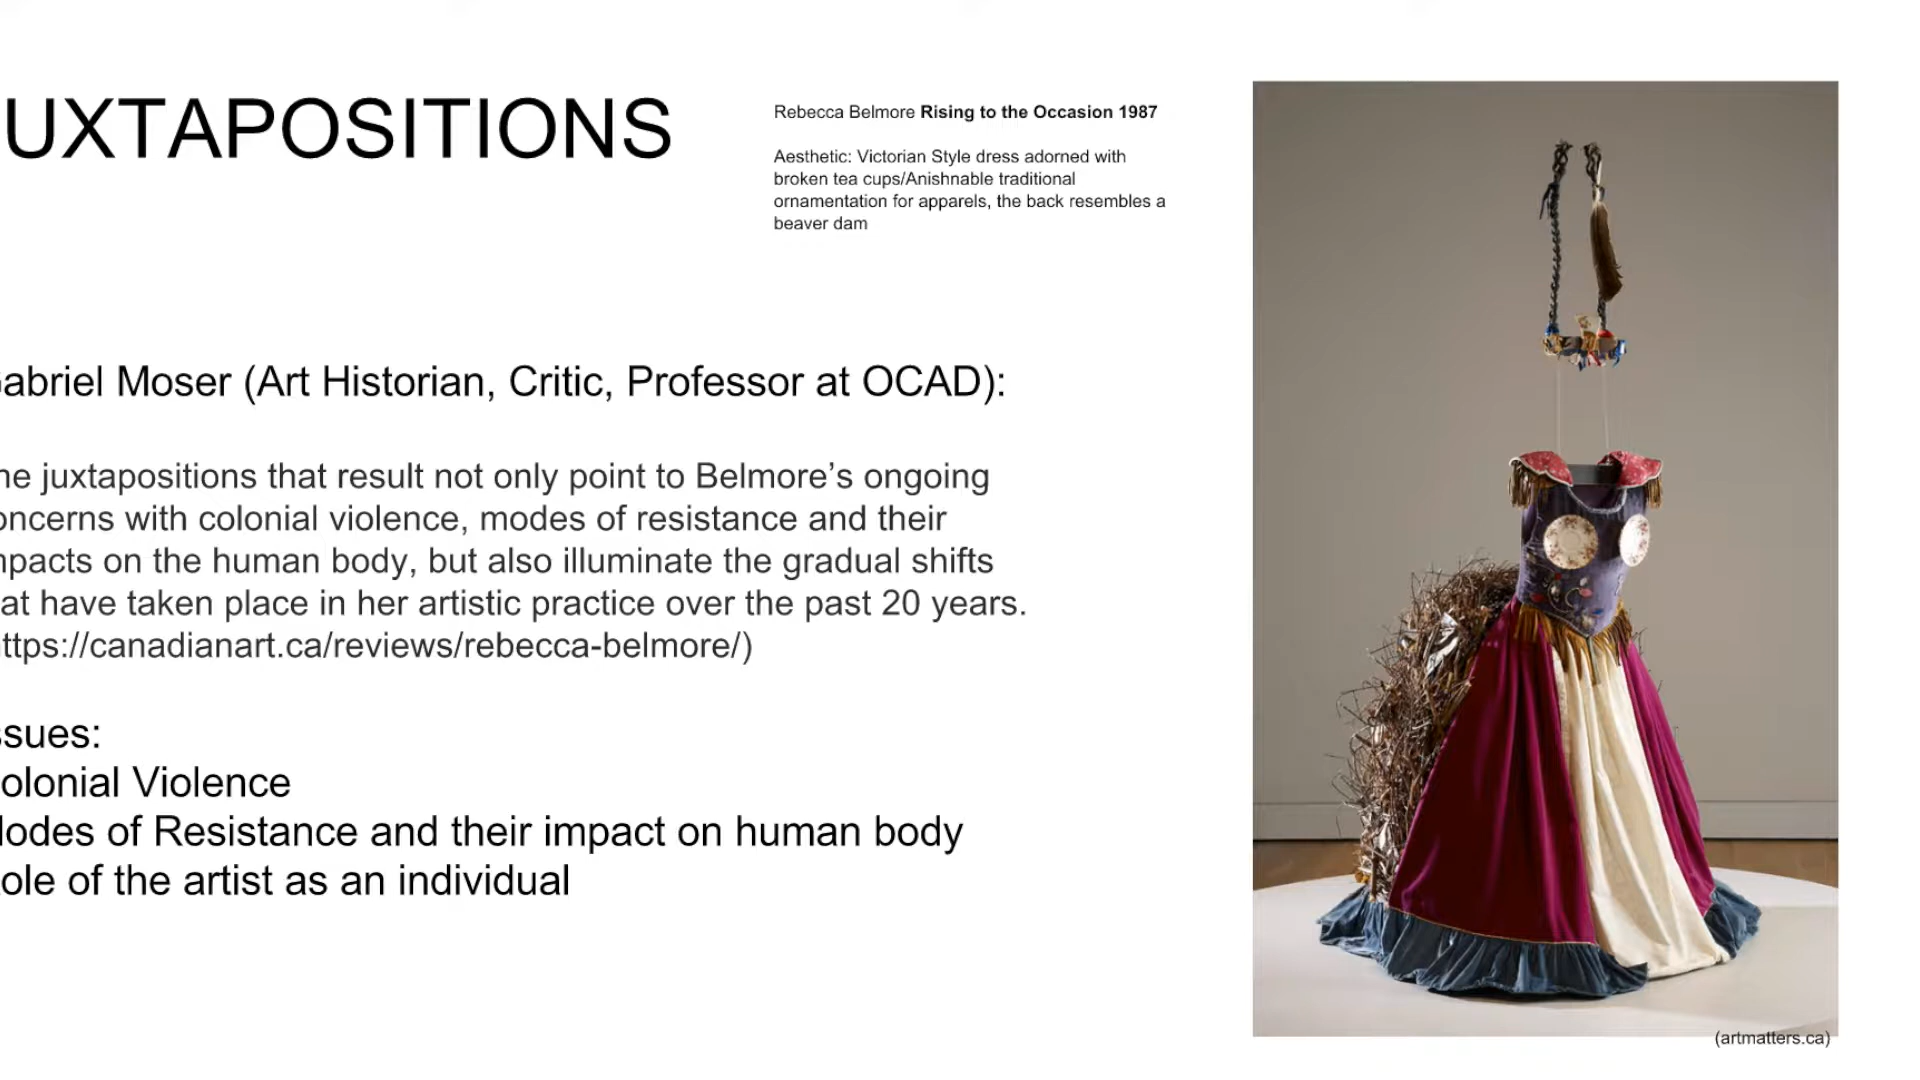 UXTAPOSITIONS
Rebecca Belmore Rising to the Occasion 1987
Aesthetic: Victorian Style dress adorned with
broken tea cups/Anishnable traditional
ornamentation for apparels, the back resembles a
beaver dam
abriel Moser (Art Historian, Critic, Professor at OCAD):
he juxtapositions that result not only point to Belmore’s ongoing
oncerns with colonial violence, modes of resistance and their
mpacts on the human body, but also illuminate the gradual shifts
at have taken place in her artistic practice over the past 20 years.
ttps://canadianart.ca/reviews/rebecca-belmore/)
ssues:
olonial Violence
odes of Resistance and their impact on human body
ole of the artist as an individual
(artmatters.ca)